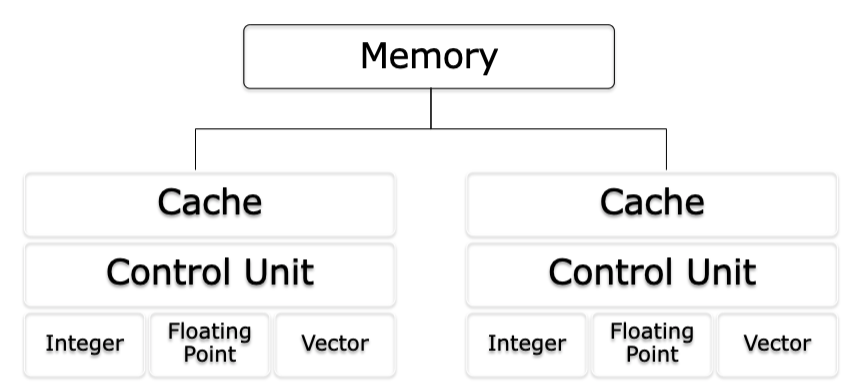 Memory
Cache
Control Unit
Integer
Floating
Point
Vector
Cache
Control Unit
Integer
Floating
Point
Vector